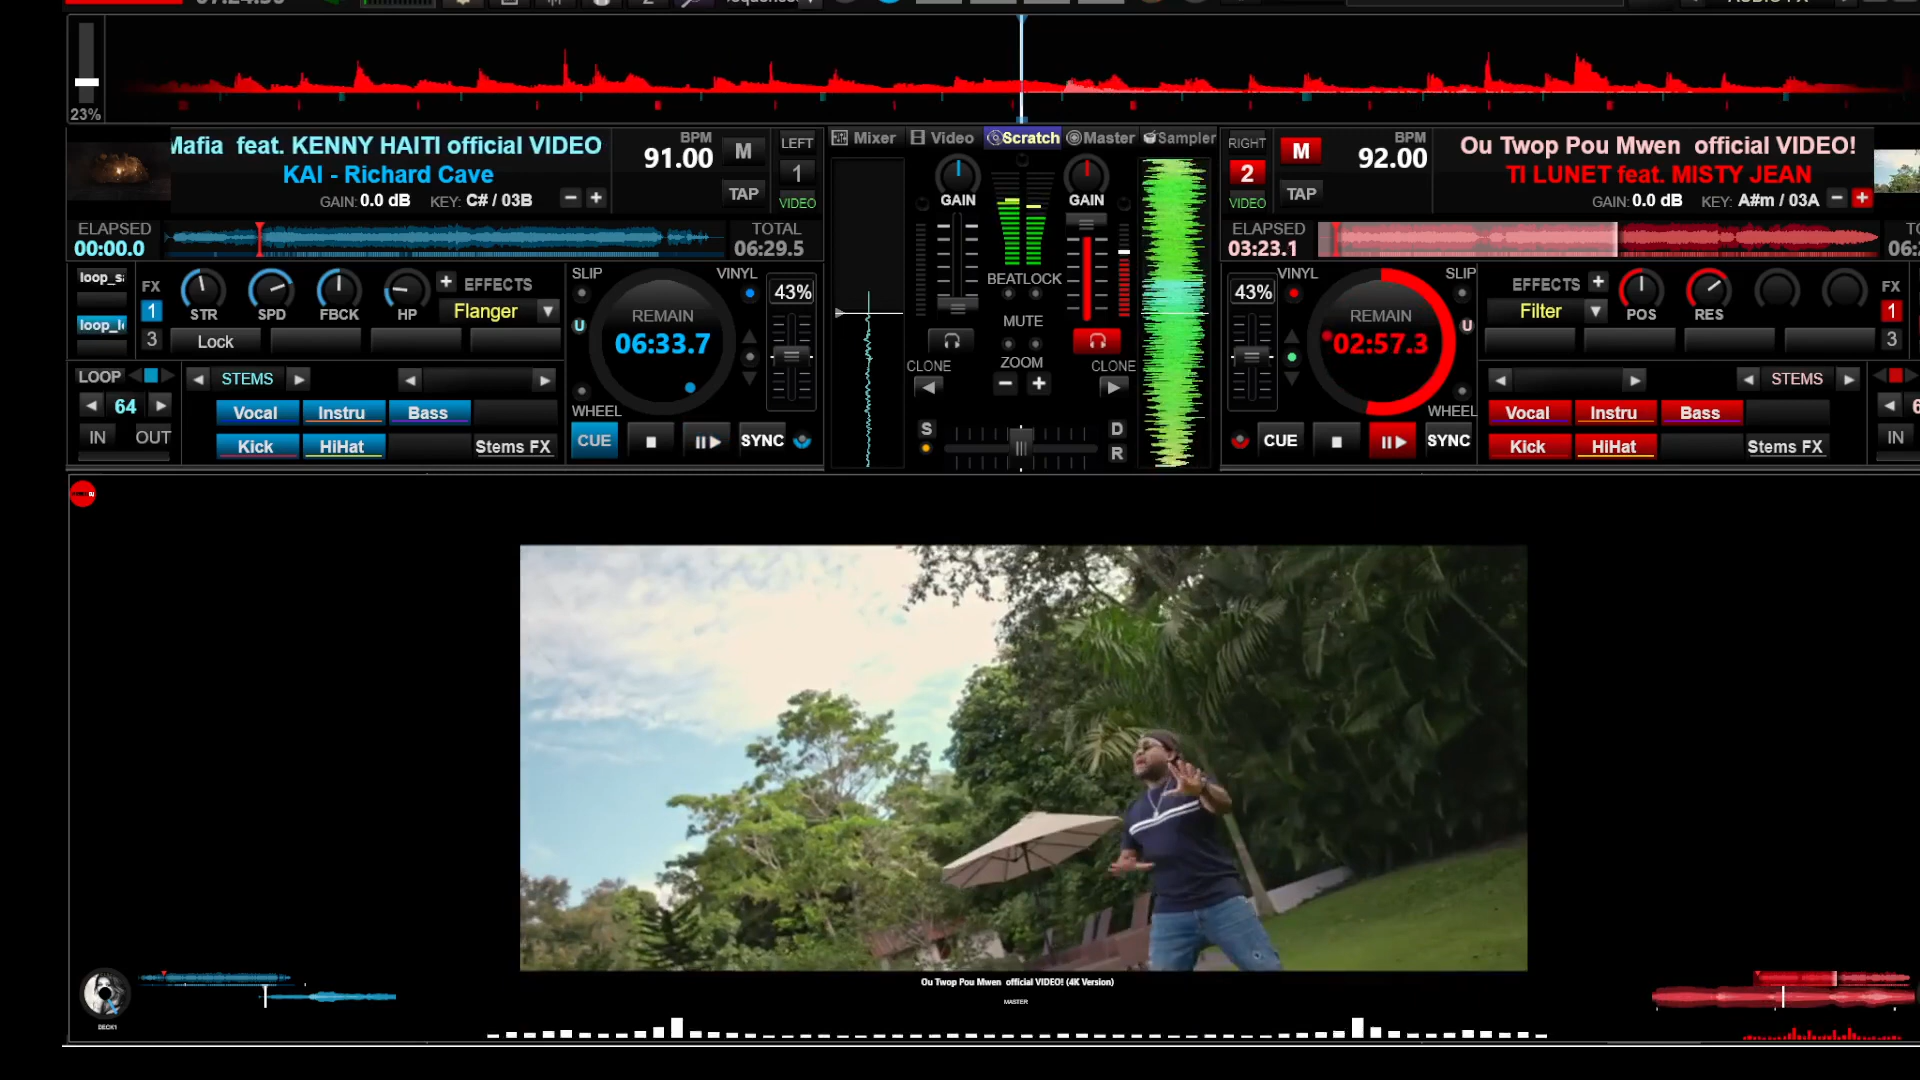 23%
Mafia feat. KENNY HAITI official VIDEO
KAI - Richard Cave
GAIN: 0.0 dB KEY: C# / 03B
BPM
91.00
M
TAP
LEFT
1
VIDEO
ELAPSED
00:00.0
TOTAL
06:29.5
Mixer Video Scratch Master Sampler
GAIN
GAIN
BEATLOCK
MUTE
ZOOM
CLONE
CLONE
S
D
R
RIGHT
2
VIDEO
M
TAP
BPM
92.00
Ou Twop Pou Mwen official VIDEO!
TI LUNET feat. MISTY JEAN
GAIN: 0.0 dB KEY: A#m / 03A
ELAPSED
03:23.1
FX
1
3
STR SPD FBCK HP
EFFECTS
Flanger
Lock
LOOP
64
IN OUT
STEMS
Vocal Instru Bass
Kick HiHat Stems FX
SLIP VINYL
U
REMAIN
06:33.7
43%
WHEEL
CUE SYNC
43%
VINYL SLIP
REMAIN
02:57.3
U
WHEEL
CUE SYNC
EFFECTS
Filter
POS RES
FX
1
3
STEMS
Vocal Instru Bass
Kick HiHat Stems FX
IN
Ou Twop Pou Mwen official VIDEO! (4K Version)
MASTER
DECK1